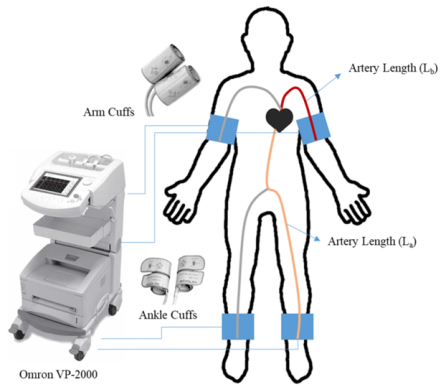 Artery Length (Lb)
Arm Cuffs
Artery Length (La)
Ankle Cuffs
Omron VP-2000